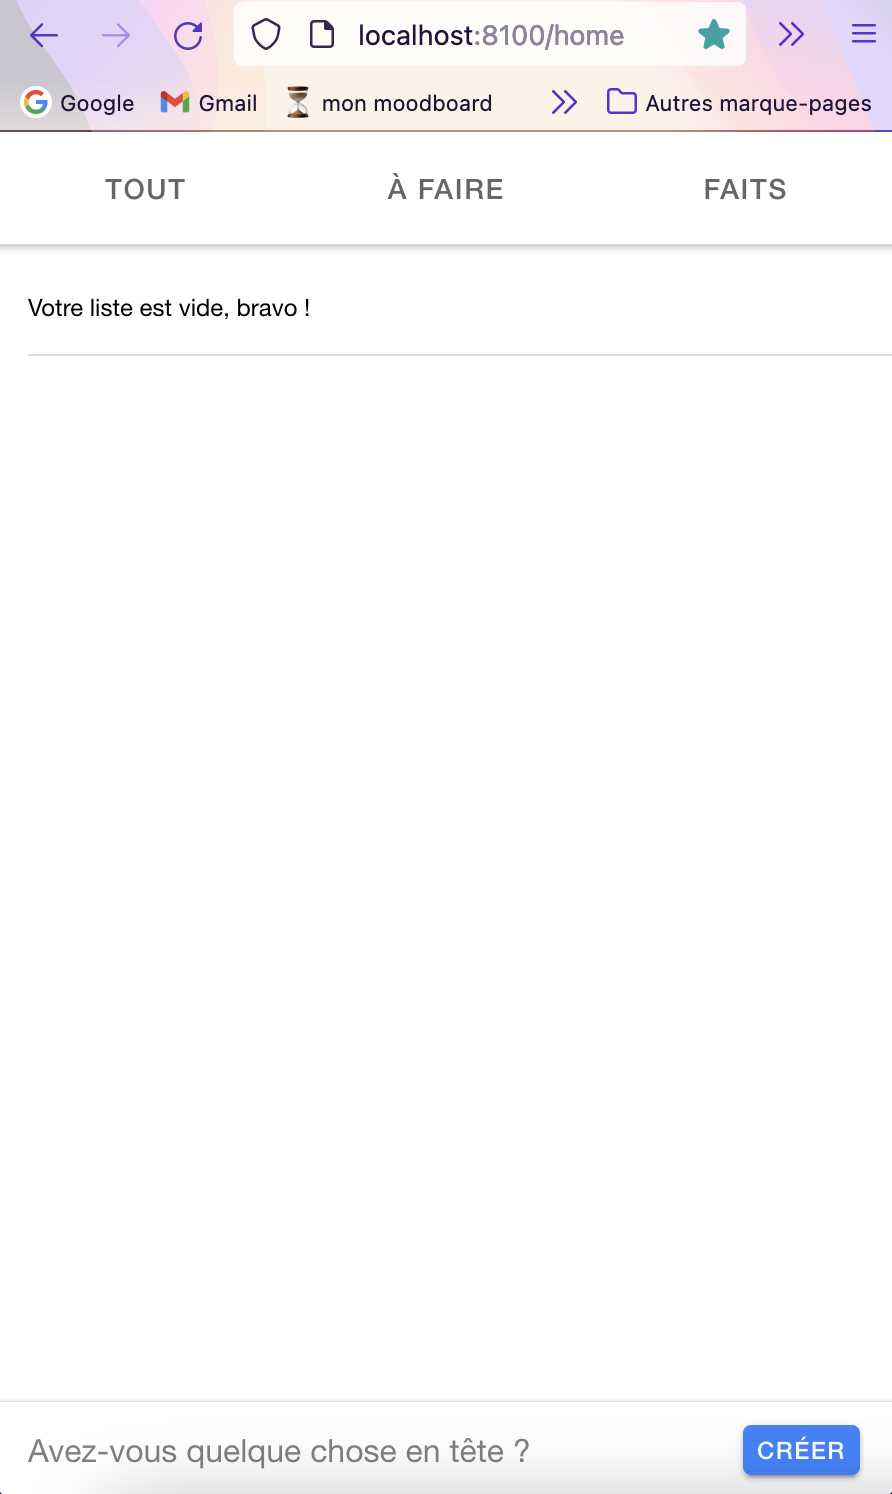 localhost:8100/home
Google Gmail mon moodboard Autres marque-pages
TOUT À FAIRE FAITS
Votre liste est vide, bravo !
Avez-vous quelque chose en tête ? CRÉER